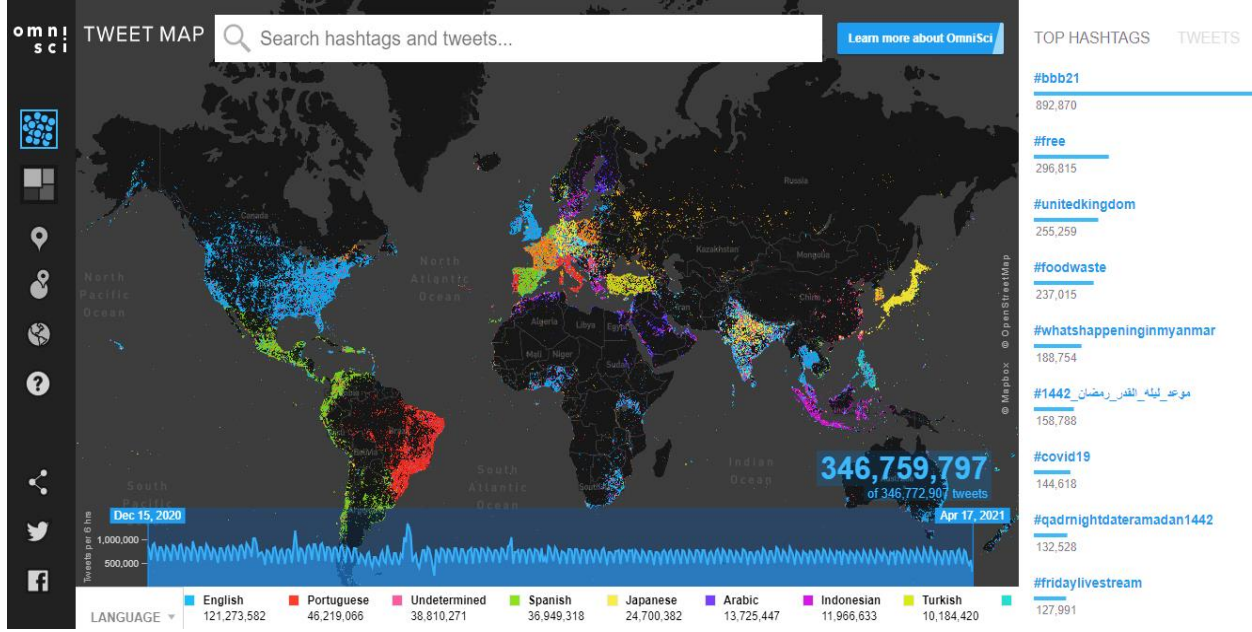 omni
sci
TWEET MAP
Search hashtags and tweets...
Learn more about OmniSci
TOP HASHTAGS TWEETS
#bbb21
892,870
#free
296,815
#unitedkingdom
255,259
#foodwaste
237,015
#whatshappeninginmyanmar
188,754
#موعد_ليله_القدر_رمضان_1442
158,788
#covid19
144,618
#qadrnightdateramadan1442
132,528
#fridaylivestream
127,991
Canada
Russia
Kazakhstan
Mongolia
China
Iran
Algeria
Libya
Egypt
Mali
Niger
Sudan
Bolivia
North
Pacific
Ocean
North
Atlantic
Ocean
South
Pacific
South
Atlantic
Ocean
Indian
Ocean
© Mapbox © OpenStreetMap
346,759,797
of 346,772,907 tweets
Dec 15, 2020
Apr 17, 2021
Tweets per 6 hrs
1,000,000
500,000
LANGUAGE
English
121,273,582
Portuguese
46,219,066
Undetermined
38,810,271
Spanish
36,949,318
Japanese
24,700,382
Arabic
13,725,447
Indonesian
11,966,633
Turkish
10,184,420